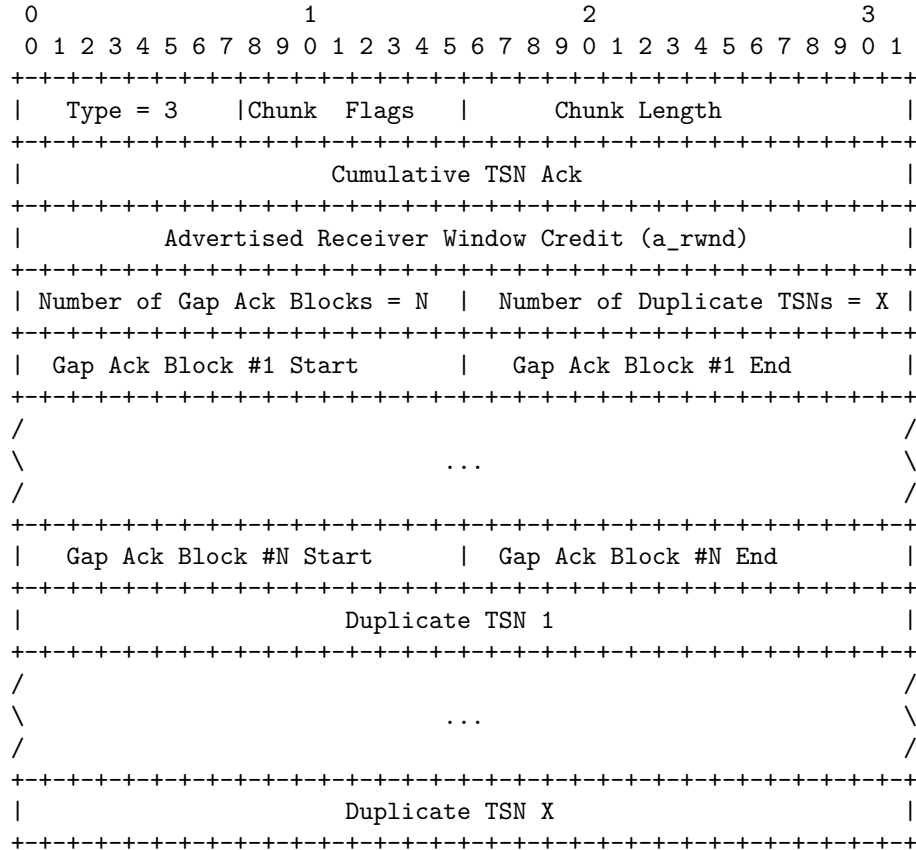 0                   1                   2                   3
 0 1 2 3 4 5 6 7 8 9 0 1 2 3 4 5 6 7 8 9 0 1 2 3 4 5 6 7 8 9 0 1
+-+-+-+-+-+-+-+-+-+-+-+-+-+-+-+-+-+-+-+-+-+-+-+-+-+-+-+-+-+-+-+-+
|   Type = 3    |Chunk  Flags   |      Chunk Length             |
+-+-+-+-+-+-+-+-+-+-+-+-+-+-+-+-+-+-+-+-+-+-+-+-+-+-+-+-+-+-+-+-+
|                      Cumulative TSN Ack                       |
+-+-+-+-+-+-+-+-+-+-+-+-+-+-+-+-+-+-+-+-+-+-+-+-+-+-+-+-+-+-+-+-+
|          Advertised Receiver Window Credit (a_rwnd)           |
+-+-+-+-+-+-+-+-+-+-+-+-+-+-+-+-+-+-+-+-+-+-+-+-+-+-+-+-+-+-+-+-+
| Number of Gap Ack Blocks = N  |  Number of Duplicate TSNs = X |
+-+-+-+-+-+-+-+-+-+-+-+-+-+-+-+-+-+-+-+-+-+-+-+-+-+-+-+-+-+-+-+-+
|  Gap Ack Block #1 Start       |   Gap Ack Block #1 End        |
+-+-+-+-+-+-+-+-+-+-+-+-+-+-+-+-+-+-+-+-+-+-+-+-+-+-+-+-+-+-+-+-+
/                                                               /
\                              ...                              \
/                                                               /
+-+-+-+-+-+-+-+-+-+-+-+-+-+-+-+-+-+-+-+-+-+-+-+-+-+-+-+-+-+-+-+-+
|   Gap Ack Block #N Start      |  Gap Ack Block #N End         |
+-+-+-+-+-+-+-+-+-+-+-+-+-+-+-+-+-+-+-+-+-+-+-+-+-+-+-+-+-+-+-+-+
|                       Duplicate TSN 1                         |
+-+-+-+-+-+-+-+-+-+-+-+-+-+-+-+-+-+-+-+-+-+-+-+-+-+-+-+-+-+-+-+-+
/                                                               /
\                              ...                              \
/                                                               /
+-+-+-+-+-+-+-+-+-+-+-+-+-+-+-+-+-+-+-+-+-+-+-+-+-+-+-+-+-+-+-+-+
|                       Duplicate TSN X                         |
+-+-+-+-+-+-+-+-+-+-+-+-+-+-+-+-+-+-+-+-+-+-+-+-+-+-+-+-+-+-+-+-+